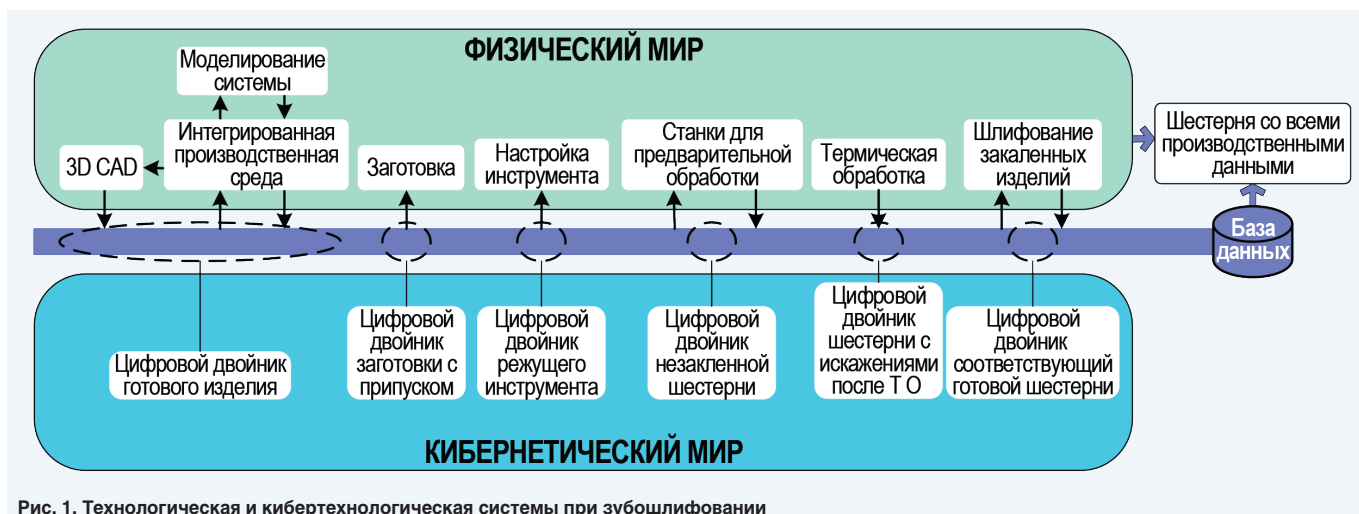 ФИЗИЧЕСКИЙ МИР
Моделирование
системы
3D CAD
Интегрированная
производственная
среда
Заготовка
Настройка
инструмента
Станки для
предварительной
обработки
Термическая
обработка
Шлифование
закаленных
изделий
Шестерня со всеми
производственными
данными
База
данных
Цифровой двойник
готового изделия
Цифровой
двойник
заготовки с
припуском
Цифровой
двойник
режущего
инструмента
Цифровой
двойник
незакленной
шестерни
Цифровой
двойник
шестерни с
искажениями
после Т О
Цифровой
двойник
соответствующий
готовой шестерни
КИБЕРНЕТИЧЕСКИЙ МИР
Рис. 1. Технологическая и кибертехнологическая системы при зубошлифовании